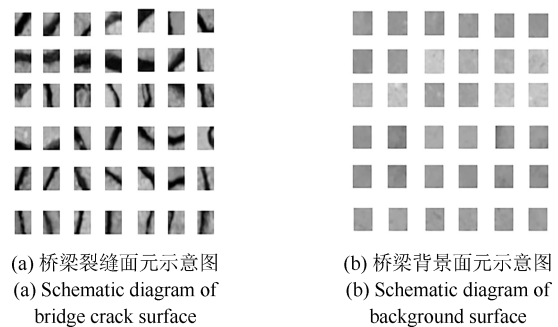 (a) 桥梁裂缝面元示意图
(a) Schematic diagram of
bridge crack surface
(b) 桥梁背景面元示意图
(b) Schematic diagram of
background surface